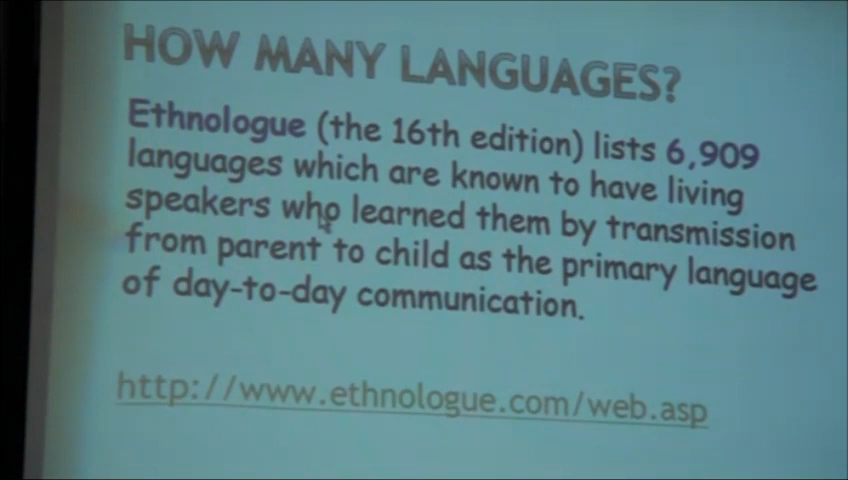 HOW MANY LANGUAGES?
Ethnologue (the 16th edition) lists 6,909
languages which are known to have living
speakers who learned them by transmission
from parent to child as the primary language
of day-to-day communication.
http://www.ethnologue.com/web.asp